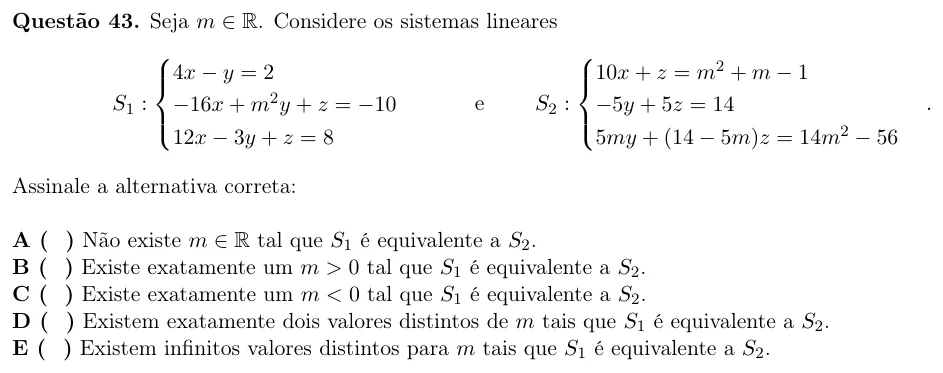 Questão 43. Seja m ∈ ℝ. Considere os sistemas lineares
S₁ : { 4x − y = 2
−16x + m²y + z = −10
12x − 3y + z = 8
e
S₂ : { 10x + z = m² + m − 1
−5y + 5z = 14
5my + (14 − 5m)z = 14m² − 56
.
Assinale a alternativa correta:
A ( ) Não existe m ∈ ℝ tal que S₁ é equivalente a S₂.
B ( ) Existe exatamente um m > 0 tal que S₁ é equivalente a S₂.
C ( ) Existe exatamente um m < 0 tal que S₁ é equivalente a S₂.
D ( ) Existem exatamente dois valores distintos de m tais que S₁ é equivalente a S₂.
E ( ) Existem infinitos valores distintos para m tais que S₁ é equivalente a S₂.